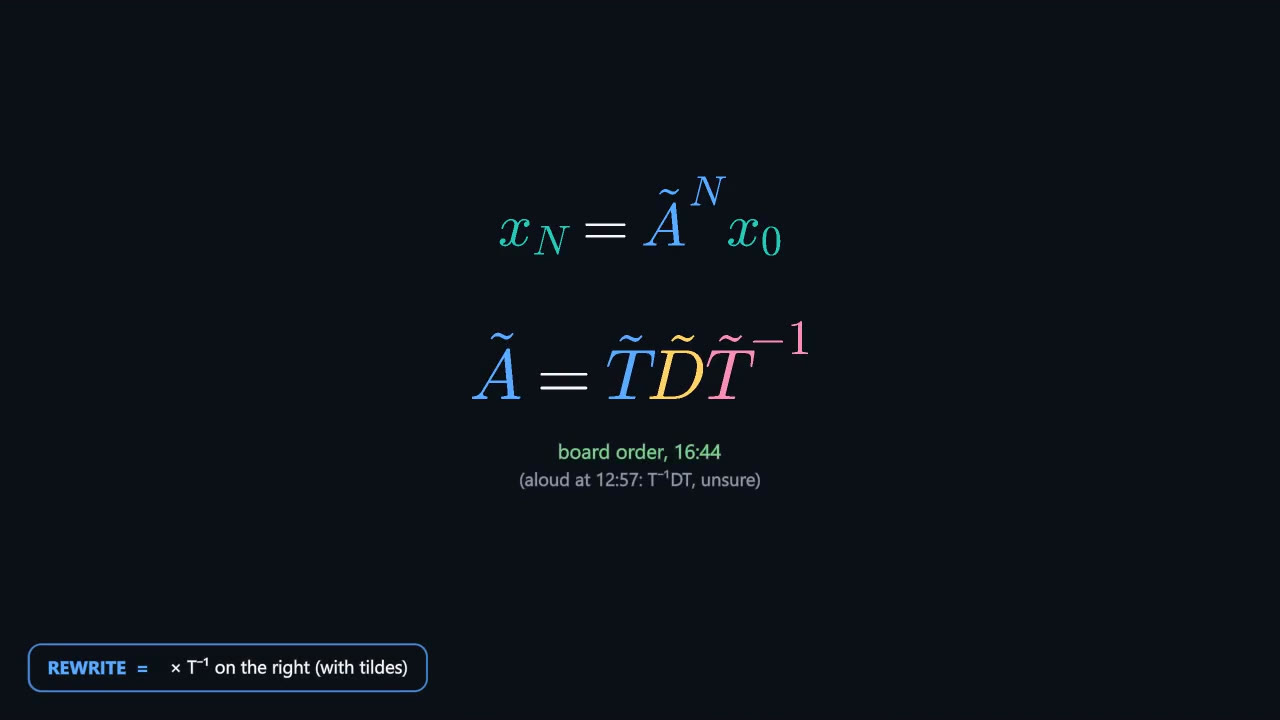 x_N = Ã^N x_0
Ã = T̃D̃T̃⁻¹
board order, 16:44
(aloud at 12:57: T⁻¹DT, unsure)
REWRITE = × T⁻¹ on the right (with tildes)